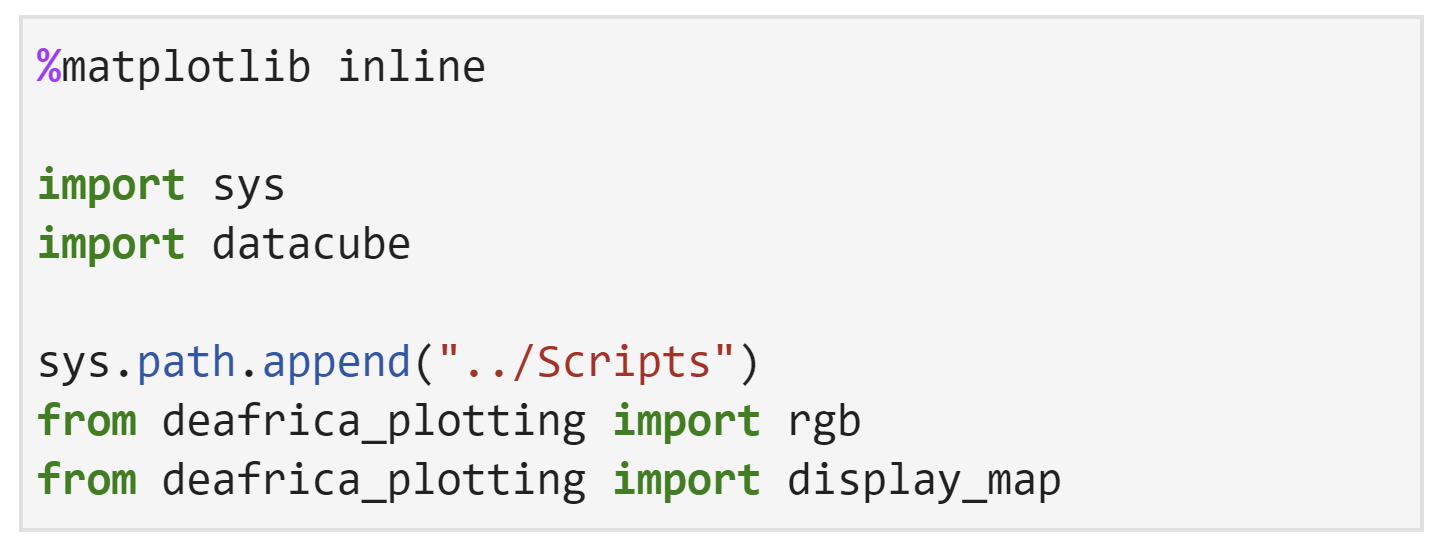 %matplotlib inline
import sys
import datacube
sys.path.append("../Scripts")
from deafrica_plotting import rgb
from deafrica_plotting import display_map